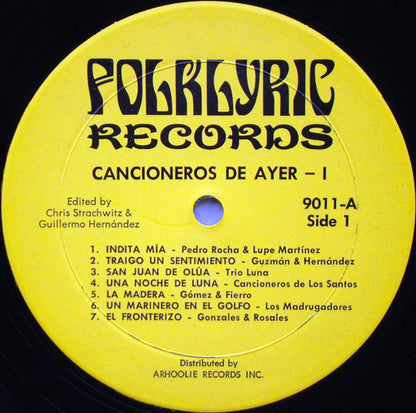 FOLKLYRIC
RECORDS
CANCIONEROS DE AYER – I
Edited by
Chris Strachwitz &
Guillermo Hernández
9011-A
Side 1
1. INDITA MÍA – Pedro Rocha & Lupe Martínez
2. TRAIGO UN SENTIMIENTO – Guzmán & Hernández
3. SAN JUAN DE OLÚA – Trio Luna
4. UNA NOCHE DE LUNA – Cancioneros de Los Santos
5. LA MADERA – Gómez & Fierro
6. UN MARINERO EN EL GOLFO – Los Madrugadores
7. EL FRONTERIZO – Gonzales & Rosales
Distributed by
ARHOOLIE RECORDS INC.